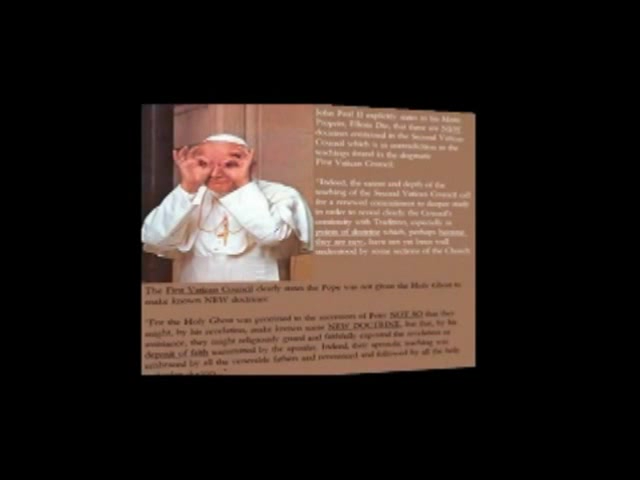 John Paul II explicitly states in his Motu
Proprio, Ecclesia Dei, that there are NEW
doctrines contained in the Second Vatican
Council which is in contradiction to the
teachings found in the dogmatic
First Vatican Council:
"Indeed, the extent and depth of the
teaching of the Second Vatican Council call
for a renewed commitment to deeper study
in order to reveal clearly the Council's
continuity with Tradition, especially in
points of doctrine which, perhaps because
they are new, have not yet been well
understood by some sections of the Church
The First Vatican Council clearly states the Pope was not given the Holy Ghost to
make known NEW doctrines:
"For the Holy Ghost was promised to the successors of Peter NOT SO that they
might, by his revelation, make known some NEW DOCTRINE, but that, by his
assistance, they might religiously guard and faithfully expound the revelation or
deposit of faith transmitted by the apostles. Indeed, their apostolic teaching was
embraced by all the venerable fathers and reverenced and followed by all the holy